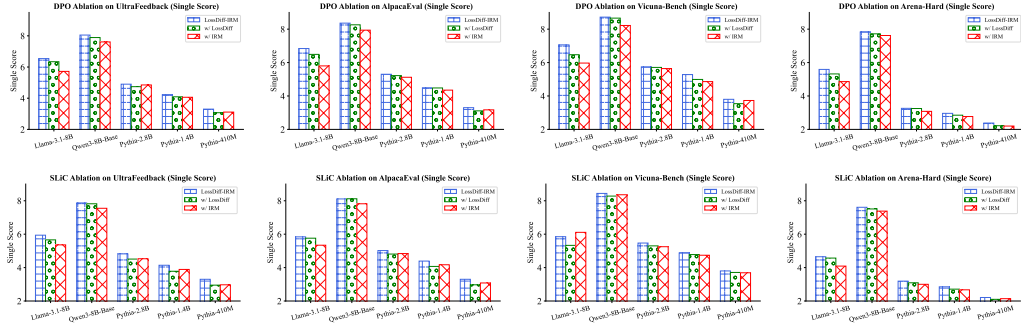 DPO Ablation on UltraFeedback (Single Score)
Single Score
8
6
4
2
LossDiff-IRM
w/ LossDiff
w/ IRM
Llama-3.1-8B
Qwen3-8B-Base
Pythia-2.8B
Pythia-1.4B
Pythia-410M
DPO Ablation on AlpacaEval (Single Score)
Single Score
8
6
4
2
LossDiff-IRM
w/ LossDiff
w/ IRM
Llama-3.1-8B
Qwen3-8B-Base
Pythia-2.8B
Pythia-1.4B
Pythia-410M
DPO Ablation on Vicuna-Bench (Single Score)
Single Score
8
6
4
2
LossDiff-IRM
w/ LossDiff
w/ IRM
Llama-3.1-8B
Qwen3-8B-Base
Pythia-2.8B
Pythia-1.4B
Pythia-410M
DPO Ablation on Arena-Hard (Single Score)
Single Score
8
6
4
2
LossDiff-IRM
w/ LossDiff
w/ IRM
Llama-3.1-8B
Qwen3-8B-Base
Pythia-2.8B
Pythia-1.4B
Pythia-410M
SLiC Ablation on UltraFeedback (Single Score)
Single Score
8
6
4
2
LossDiff-IRM
w/ LossDiff
w/ IRM
Llama-3.1-8B
Qwen3-8B-Base
Pythia-2.8B
Pythia-1.4B
Pythia-410M
SLiC Ablation on AlpacaEval (Single Score)
Single Score
8
6
4
2
LossDiff-IRM
w/ LossDiff
w/ IRM
Llama-3.1-8B
Qwen3-8B-Base
Pythia-2.8B
Pythia-1.4B
Pythia-410M
SLiC Ablation on Vicuna-Bench (Single Score)
Single Score
8
6
4
2
LossDiff-IRM
w/ LossDiff
w/ IRM
Llama-3.1-8B
Qwen3-8B-Base
Pythia-2.8B
Pythia-1.4B
Pythia-410M
SLiC Ablation on Arena-Hard (Single Score)
Single Score
8
6
4
2
LossDiff-IRM
w/ LossDiff
w/ IRM
Llama-3.1-8B
Qwen3-8B-Base
Pythia-2.8B
Pythia-1.4B
Pythia-410M